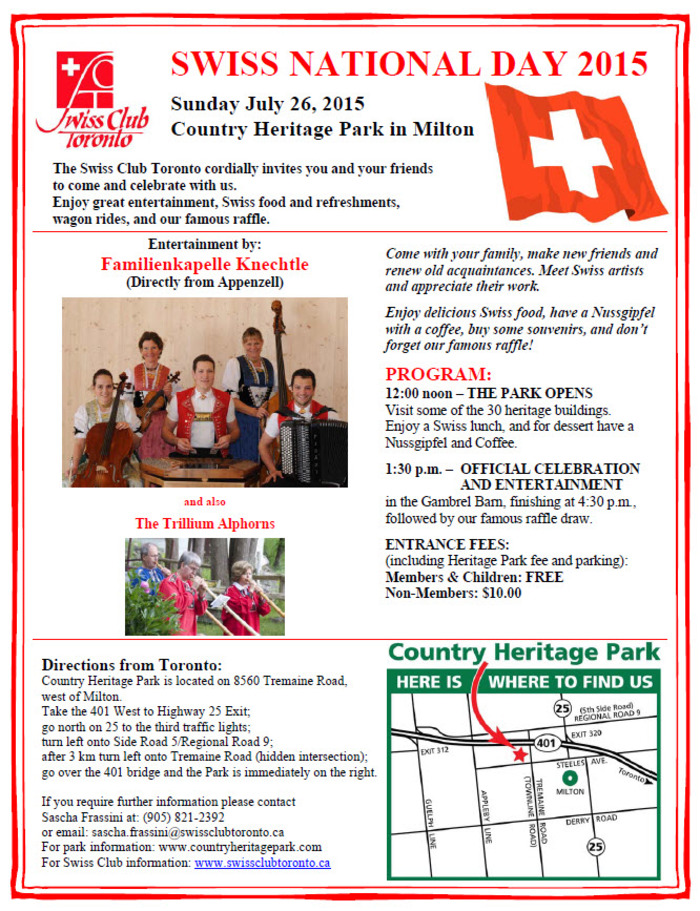 SWISS NATIONAL DAY 2015
Swiss Club
Toronto
Sunday July 26, 2015
Country Heritage Park in Milton
The Swiss Club Toronto cordially invites you and your friends
to come and celebrate with us.
Enjoy great entertainment, Swiss food and refreshments,
wagon rides, and our famous raffle.
Entertainment by:
Familienkapelle Knechtle
(Directly from Appenzell)
and also
The Trillium Alphorns
Come with your family, make new friends and
renew old acquaintances. Meet Swiss artists
and appreciate their work.
Enjoy delicious Swiss food, have a Nussgipfel
with a coffee, buy some souvenirs, and don't
forget our famous raffle!
PROGRAM:
12:00 noon – THE PARK OPENS
Visit some of the 30 heritage buildings.
Enjoy a Swiss lunch, and for dessert have a
Nussgipfel and Coffee.
1:30 p.m. – OFFICIAL CELEBRATION
AND ENTERTAINMENT
in the Gambrel Barn, finishing at 4:30 p.m.,
followed by our famous raffle draw.
ENTRANCE FEES:
(including Heritage Park fee and parking):
Members & Children: FREE
Non-Members: $10.00
Directions from Toronto:
Country Heritage Park is located on 8560 Tremaine Road,
west of Milton.
Take the 401 West to Highway 25 Exit;
go north on 25 to the third traffic lights;
turn left onto Side Road 5/Regional Road 9;
after 3 km turn left onto Tremaine Road (hidden intersection);
go over the 401 bridge and the Park is immediately on the right.
If you require further information please contact
Sascha Frassini at: (905) 821-2392
or email: sascha.frassini@swissclubtoronto.ca
For park information: www.countryheritagepark.com
For Swiss Club information: www.swissclubtoronto.ca
Country Heritage Park
HERE IS WHERE TO FIND US
25
(5th Side Road)
REGIONAL ROAD 9
EXIT 312
401
EXIT 320
STEELES AVE.
Toronto
MILTON
GUELPH LINE
APPLEBY LINE
TREMAINE ROAD
(TOWNLINE ROAD)
DERRY ROAD
25